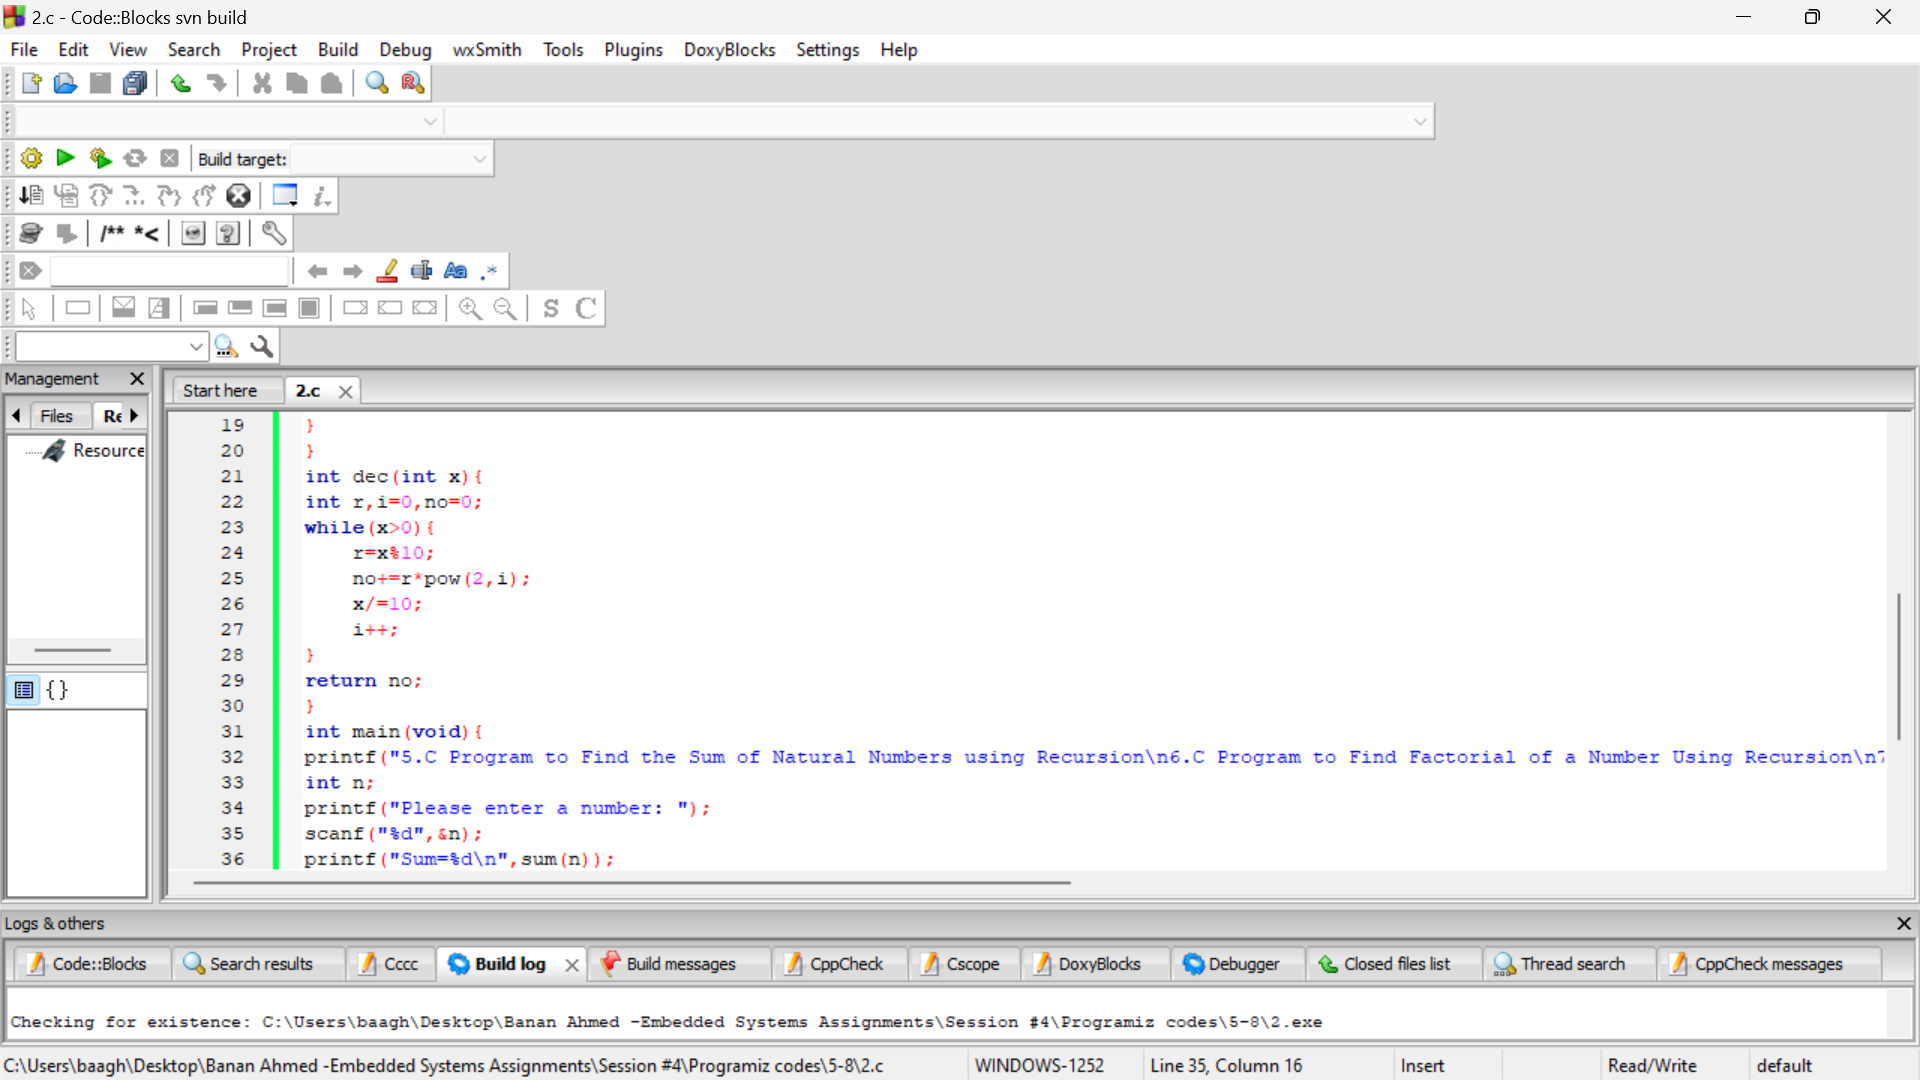 2.c - Code::Blocks svn build
File Edit View Search Project Build Debug wxSmith Tools Plugins DoxyBlocks Settings Help
Build target:
/** *<
Aa .*
S C
Management
Start here 2.c
Files Re
Resource
19 }
20 }
21 int dec(int x){
22 int r,i=0,no=0;
23 while(x>0){
24 r=x%10;
25 no+=r*pow(2,i);
26 x/=10;
27 i++;
28 }
29 return no;
30 }
31 int main(void){
32 printf("5.C Program to Find the Sum of Natural Numbers using Recursion\n6.C Program to Find Factorial of a Number Using Recursion\n7
33 int n;
34 printf("Please enter a number: ");
35 scanf("%d",&n);
36 printf("Sum=%d\n",sum(n));
{}
Logs & others
Code::Blocks Search results Cccc Build log Build messages CppCheck Cscope DoxyBlocks Debugger Closed files list Thread search CppCheck messages
Checking for existence: C:\Users\baagh\Desktop\Banan Ahmed -Embedded Systems Assignments\Session #4\Programiz codes\5-8\2.exe
C:\Users\baagh\Desktop\Banan Ahmed -Embedded Systems Assignments\Session #4\Programiz codes\5-8\2.c WINDOWS-1252 Line 35, Column 16 Insert Read/Write default